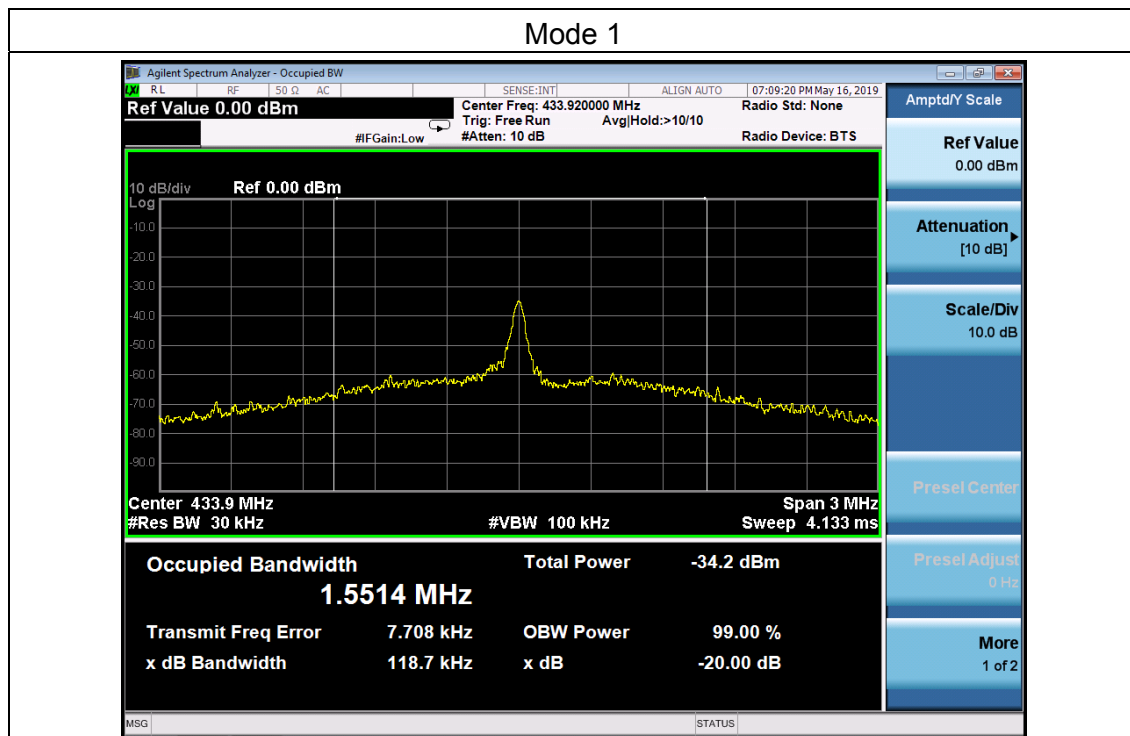 Mode 1
Agilent Spectrum Analyzer - Occupied BW
LXI RL RF 50 Ω AC SENSE:INT ALIGN AUTO 07:09:20 PM May 16, 2019
Ref Value 0.00 dBm
Center Freq: 433.920000 MHz
Radio Std: None
Trig: Free Run Avg|Hold:>10/10
#IFGain:Low #Atten: 10 dB Radio Device: BTS
10 dB/div Ref 0.00 dBm
Log
-10.0
-20.0
-30.0
-40.0
-50.0
-60.0
-70.0
-80.0
-90.0
Center 433.9 MHz Span 3 MHz
#Res BW 30 kHz #VBW 100 kHz Sweep 4.133 ms
Occupied Bandwidth Total Power -34.2 dBm
1.5514 MHz
Transmit Freq Error 7.708 kHz OBW Power 99.00 %
x dB Bandwidth 118.7 kHz x dB -20.00 dB
MSG STATUS
Amptd/Y Scale
Ref Value
0.00 dBm
Attenuation
[10 dB]
Scale/Div
10.0 dB
Presel Center
Presel Adjust
0 Hz
More
1 of 2